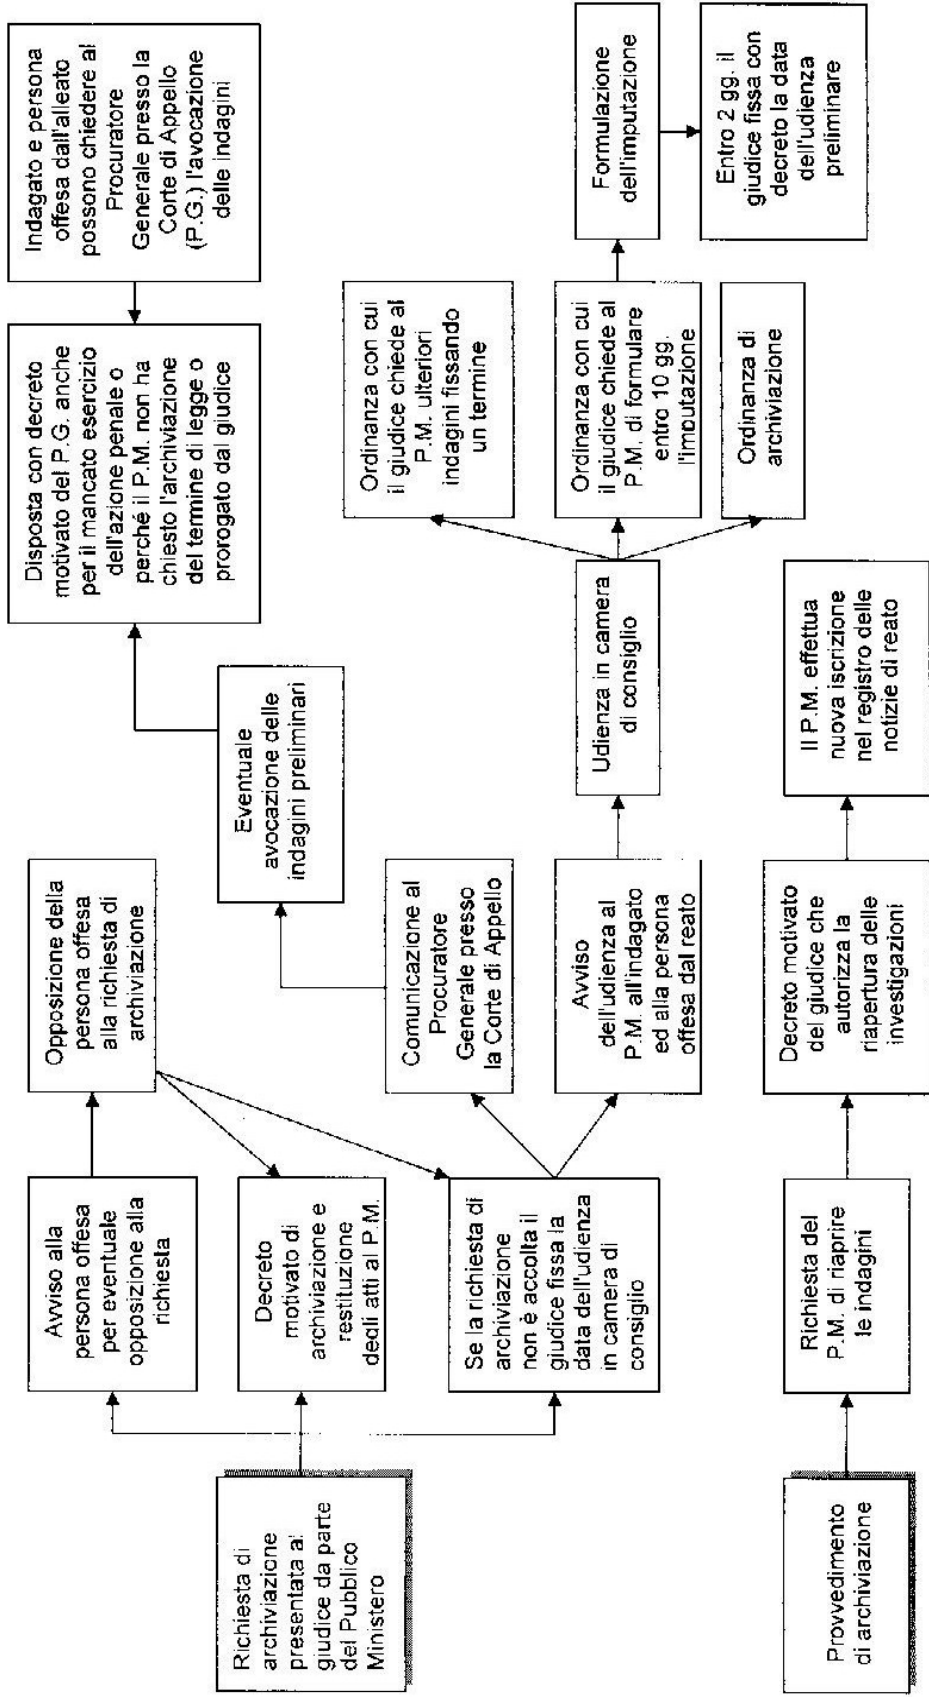 Richiesta di
archiviazione
presentata al
giudice da parte
del Pubblico
Ministero
Avviso alla
persona offesa
per eventuale
opposizione alla
richiesta
Decreto
motivato di
archiviazione e
restituzione
degli atti al P.M.
Se la richiesta di
archiviazione
non è accolta il
giudice fissa la
data dell'udienza
in camera di
consiglio
Opposizione della
persona offesa
alla richiesta di
archiviazione
Comunicazione al
Procuratore
Generale presso
la Corte di Appello
Avviso
dell'udienza al
P.M. all'indagato
ed alla persona
offesa dal reato
Eventuale
avocazione delle
indagini preliminari
Disposta con decreto
motivato del P.G. anche
per il mancato esercizio
dell'azione penale o
perché il P.M. non ha
chiesto l'archiviazione
del termine di legge o
prorogato dal giudice
Indagato e persona
offesa dall'alleato
possono chiedere al
Procuratore
Generale presso la
Corte di Appello
(P.G.) l'avocazione
delle indagini
Udienza in camera
di consiglio
Ordinanza con cui
il giudice chiede al
P.M. ulteriori
indagini fissando
un termine
Ordinanza con cui
il giudice chiede al
P.M. di formulare
entro 10 gg.
l'imputazione
Ordinanza di
archiviazione
Formulazione
dell'imputazione
Entro 2 gg. il
giudice fissa con
decreto la data
dell'udienza
preliminare
Provvedimento
di archiviazione
Richiesta del
P.M. di riaprire
le indagini
Decreto motivato
del giudice che
autorizza la
riapertura delle
investigazioni
Il P.M. effettua
nuova iscrizione
nel registro delle
notizie di reato